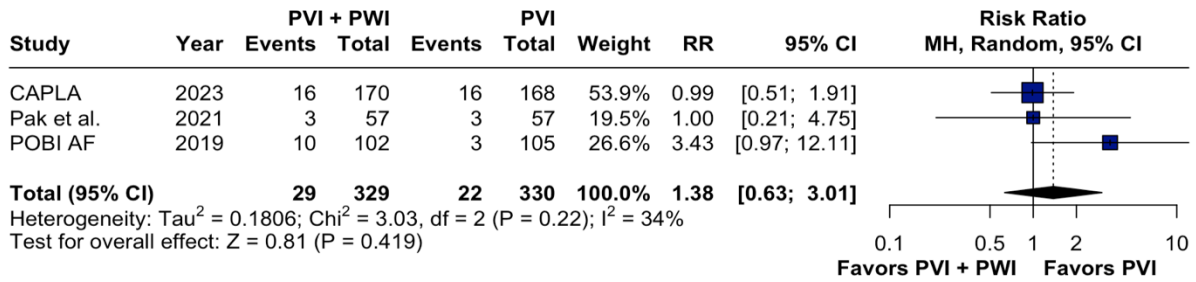 PVI + PWI PVI Risk Ratio
Study Year Events Total Events Total Weight RR 95% CI MH, Random, 95% CI
CAPLA 2023 16 170 16 168 53.9% 0.99 [0.51; 1.91]
Pak et al. 2021 3 57 3 57 19.5% 1.00 [0.21; 4.75]
POBI AF 2019 10 102 3 105 26.6% 3.43 [0.97; 12.11]
Total (95% CI) 29 329 22 330 100.0% 1.38 [0.63; 3.01]
Heterogeneity: Tau² = 0.1806; Chi² = 3.03, df = 2 (P = 0.22); I² = 34%
Test for overall effect: Z = 0.81 (P = 0.419)
0.1 0.5 1 2 10
Favors PVI + PWI Favors PVI